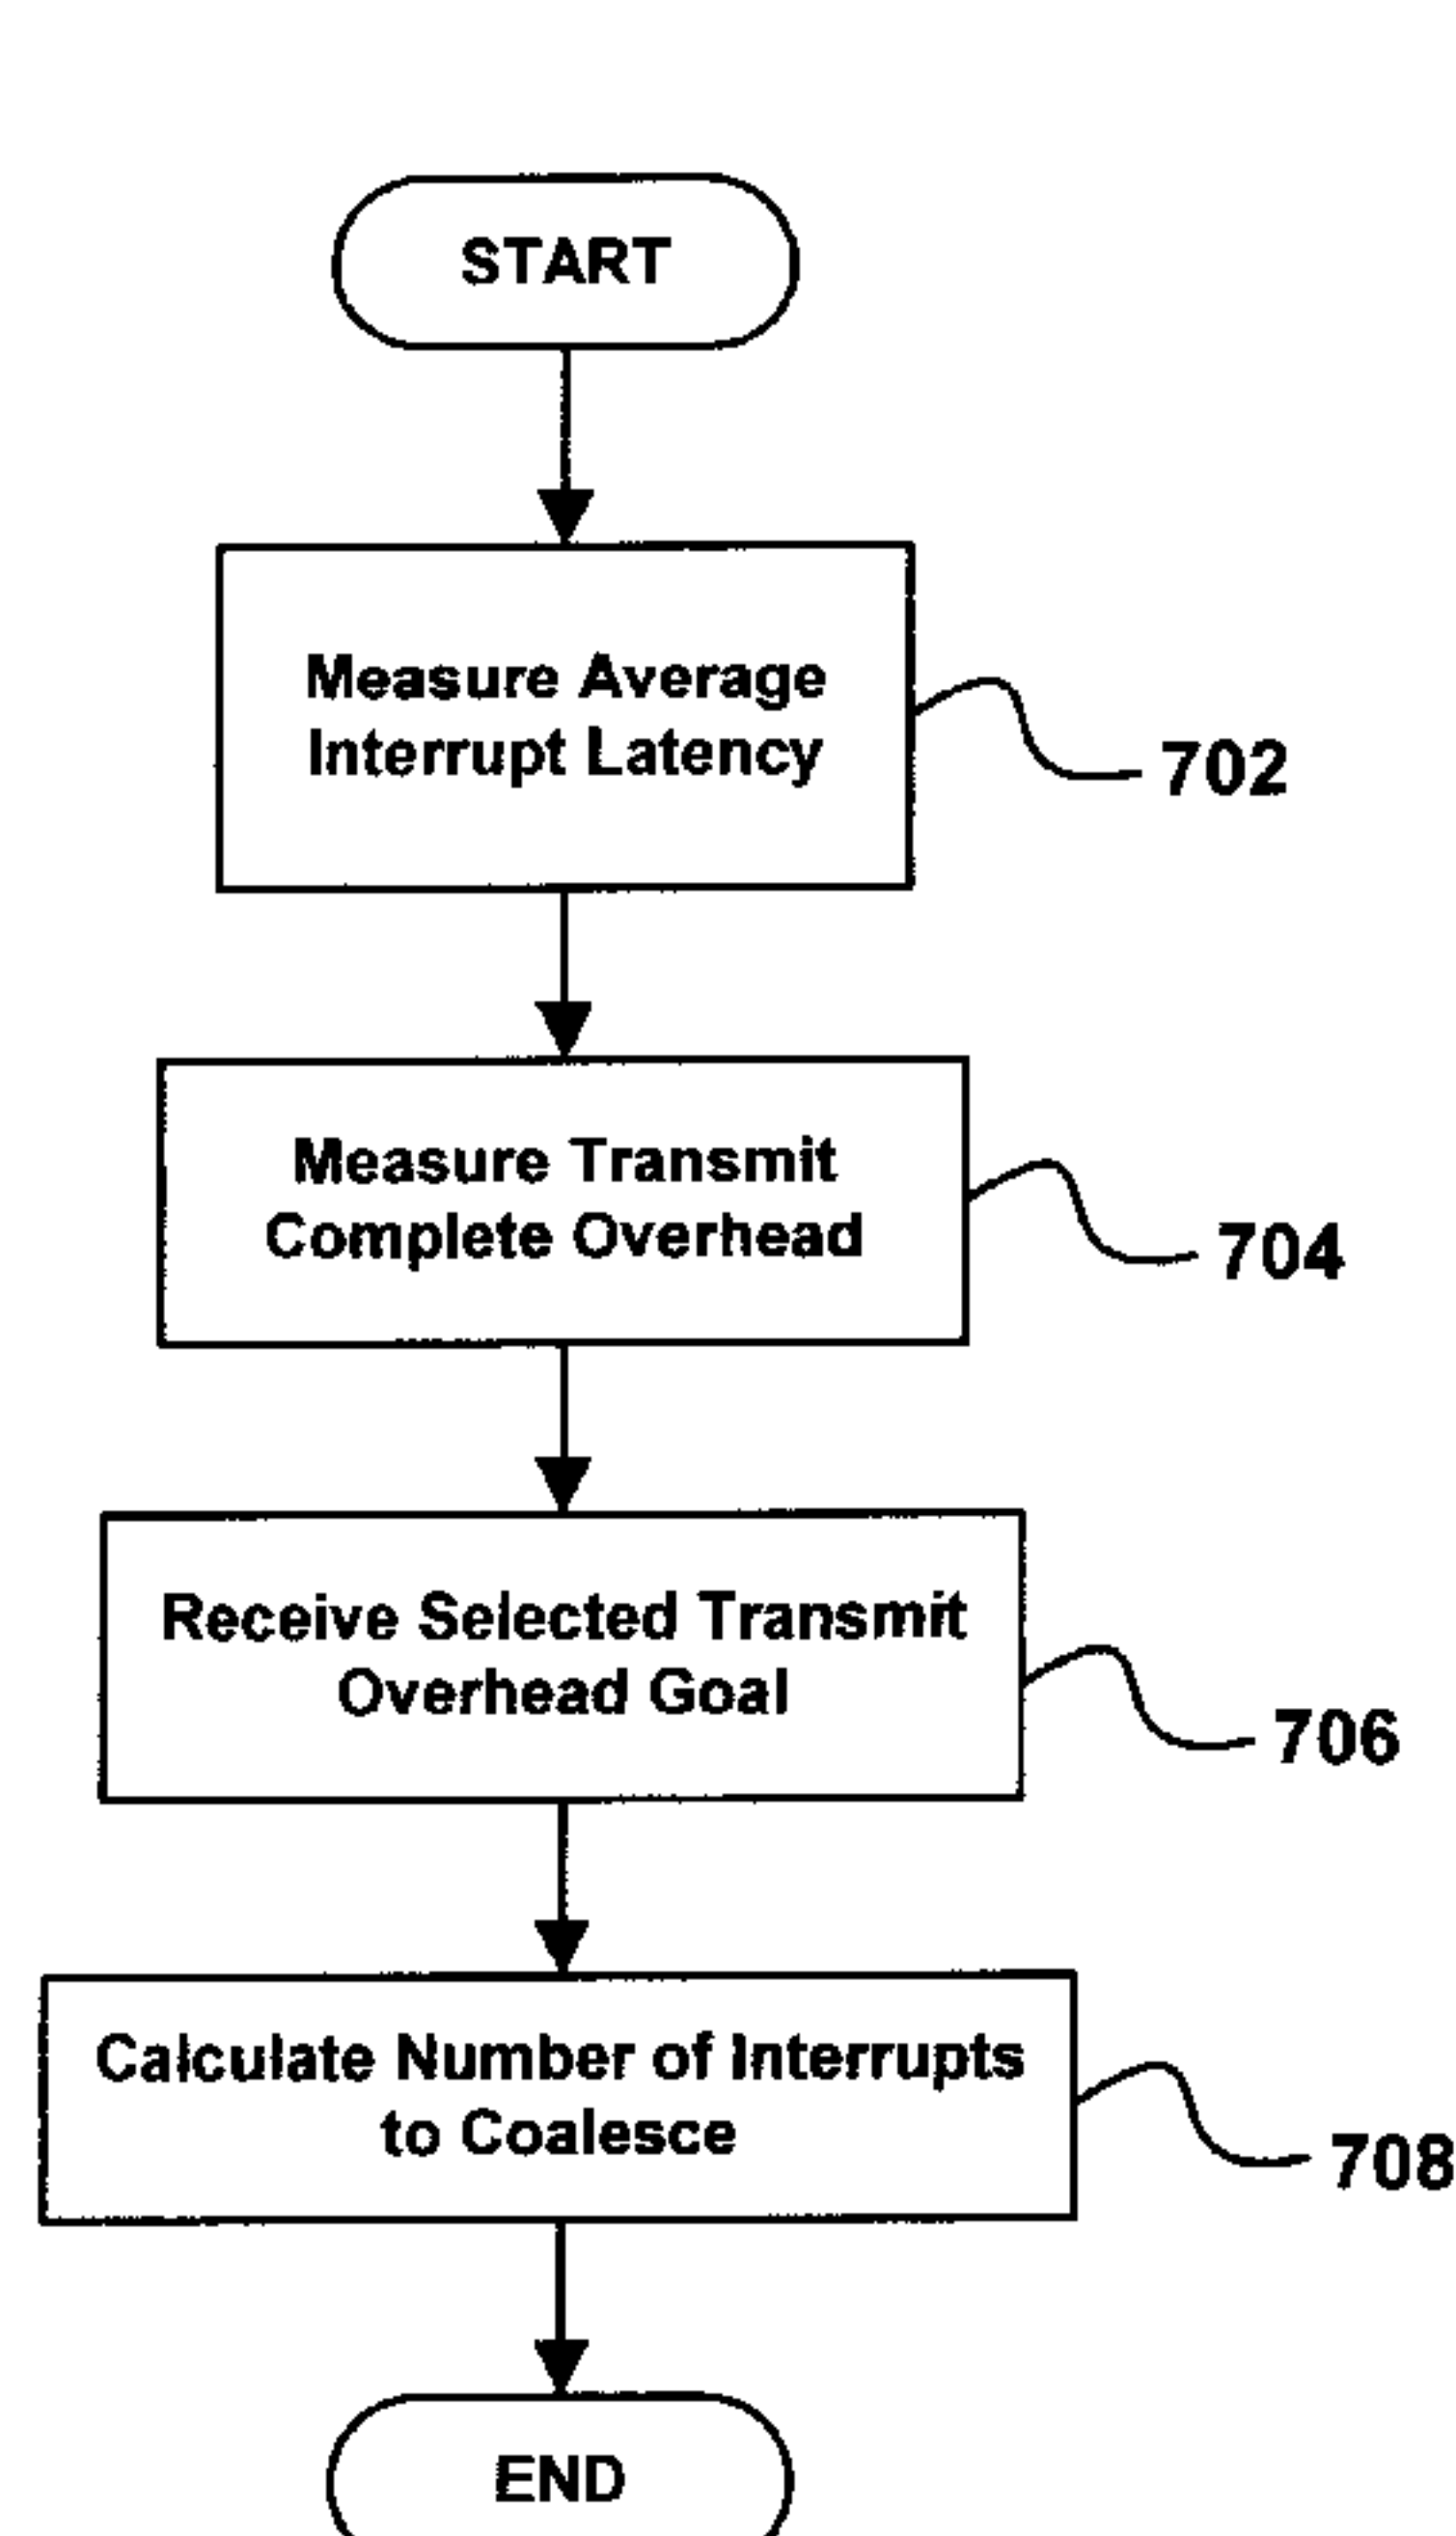 START
Measure Average
Interrupt Latency
702
Measure Transmit
Complete Overhead
704
Receive Selected Transmit
Overhead Goal
706
Calculate Number of Interrupts
to Coalesce
708
END